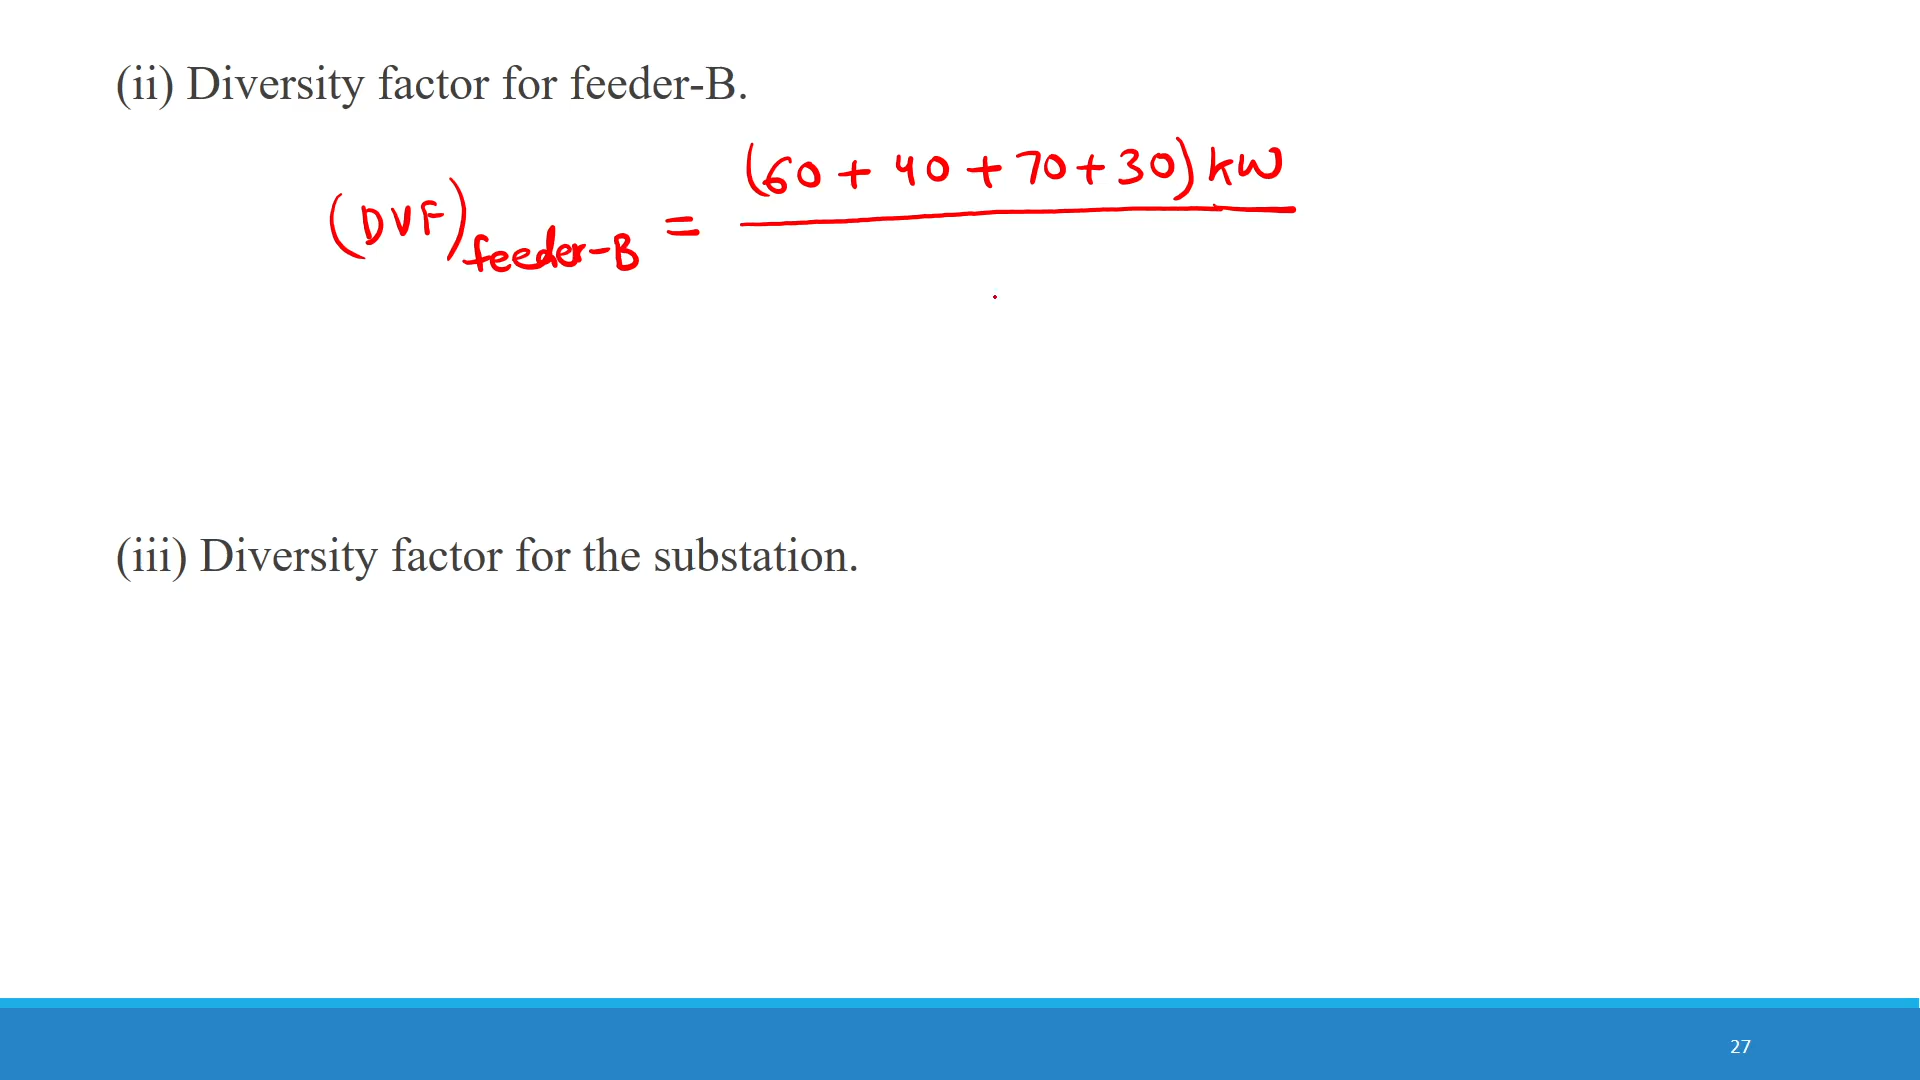 (ii) Diversity factor for feeder-B.
(60 + 40 + 70 + 30) kW
(DVF) feeder-B =
(iii) Diversity factor for the substation.
27